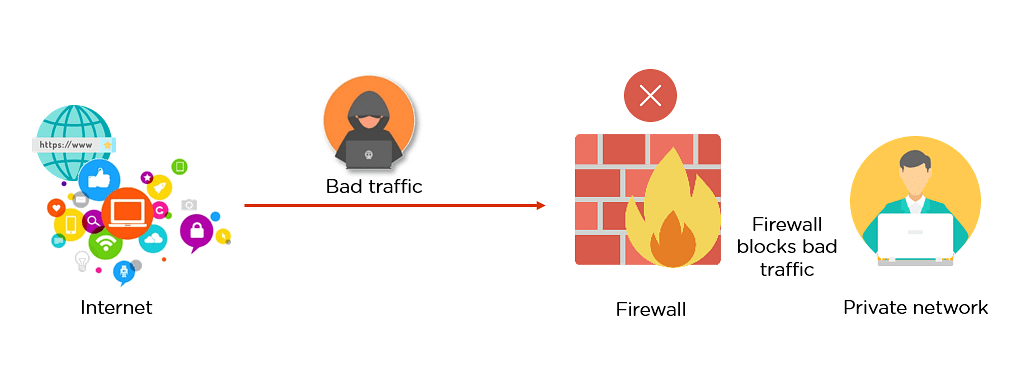 https://www
Bad traffic
Firewall
blocks bad
traffic
Internet
Firewall
Private network